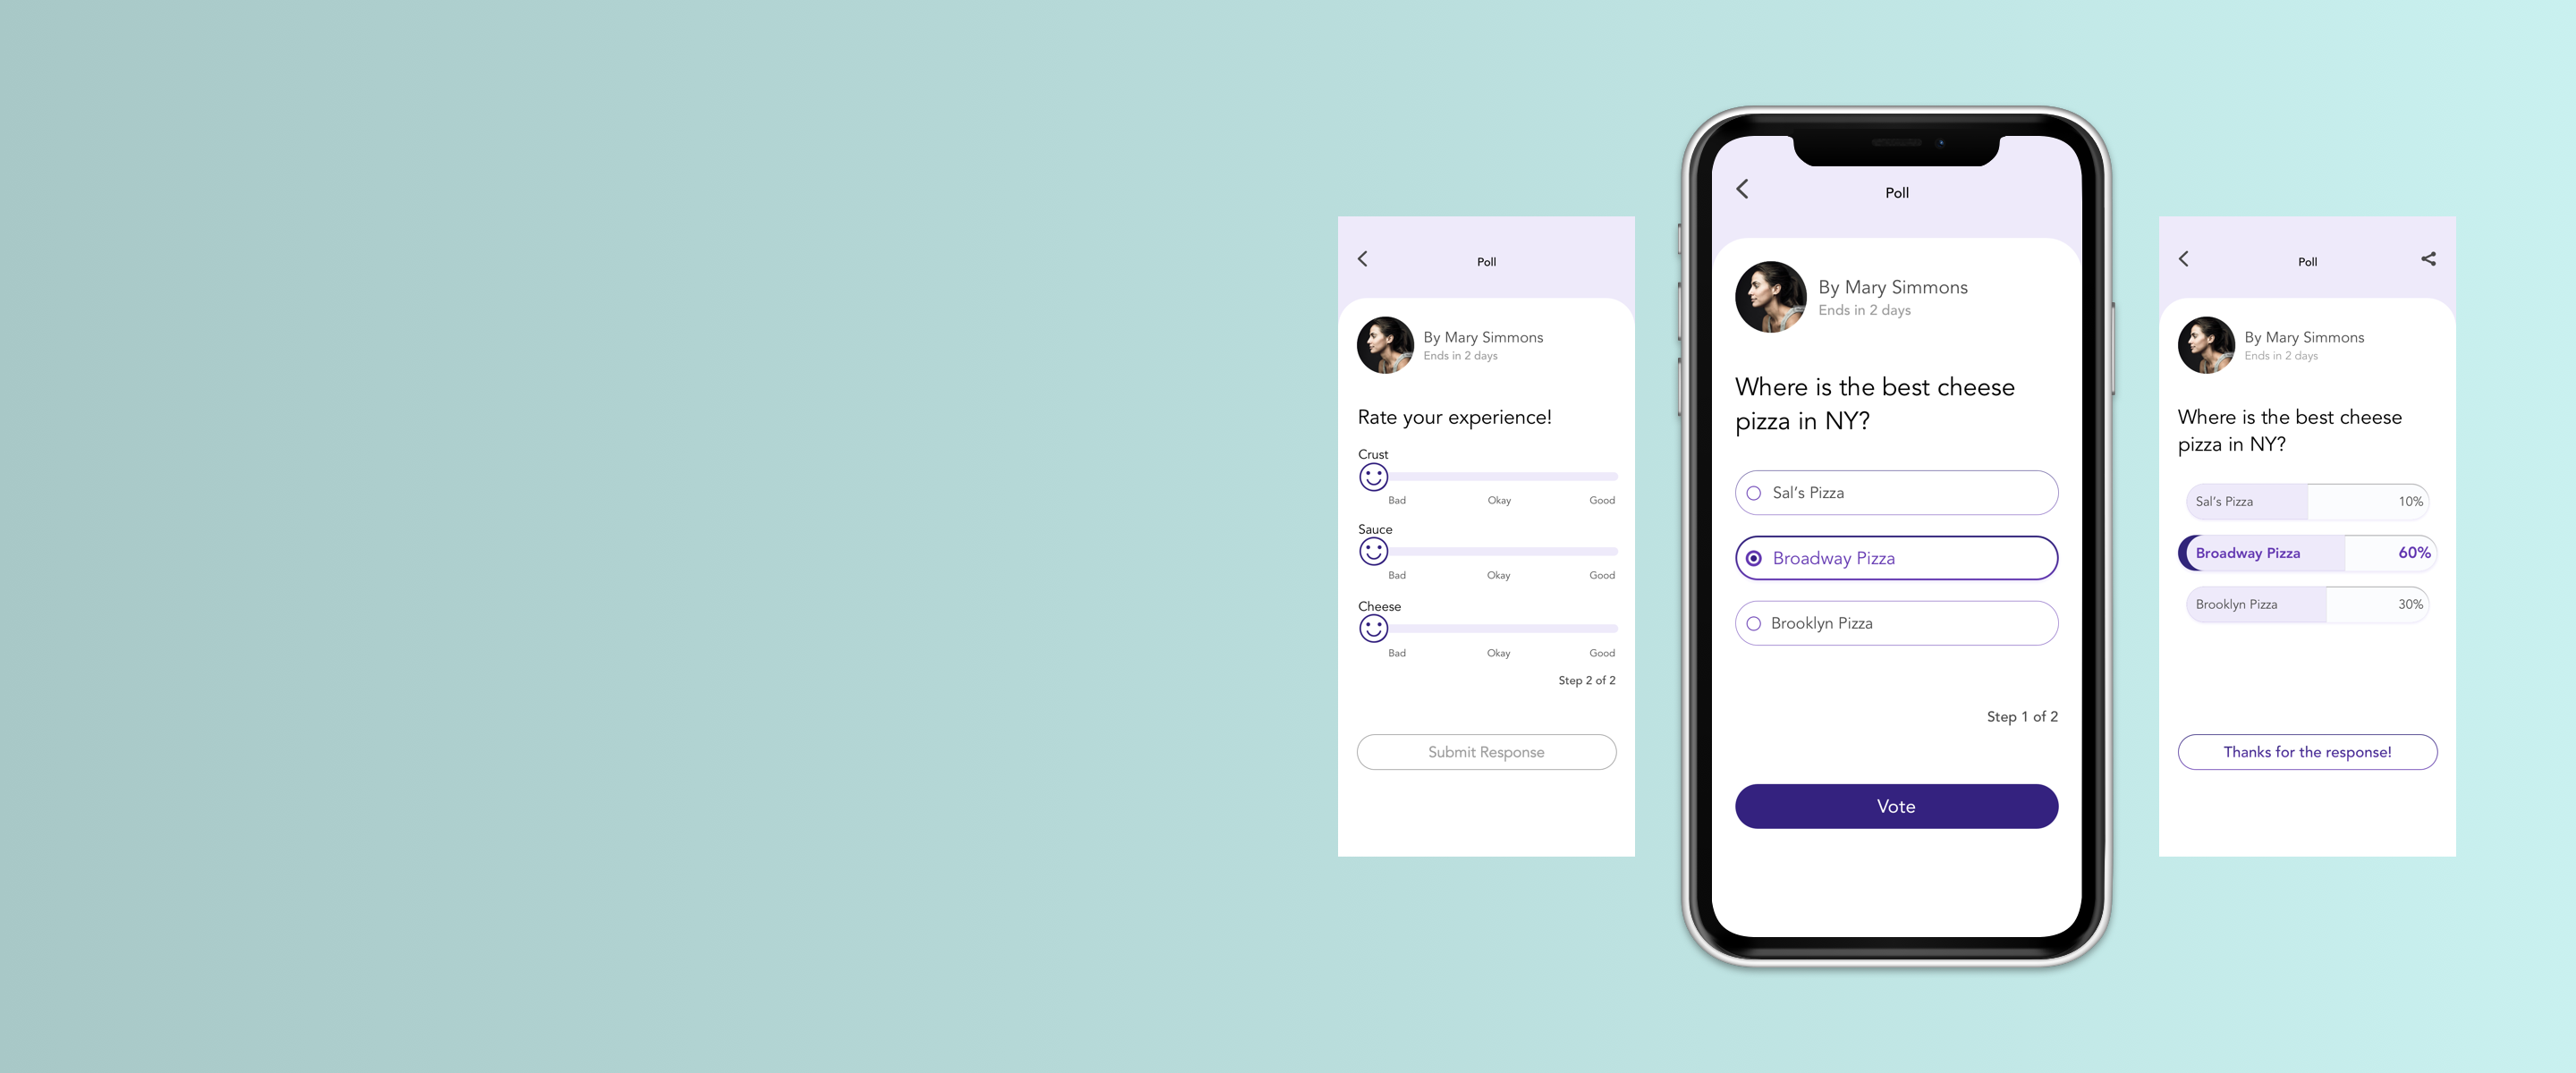 Poll
By Mary Simmons
Ends in 2 days
Rate your experience!
Crust
Bad Okay Good
Sauce
Bad Okay Good
Cheese
Bad Okay Good
Step 2 of 2
Submit Response
Poll
By Mary Simmons
Ends in 2 days
Where is the best cheese
pizza in NY?
Sal’s Pizza
Broadway Pizza
Brooklyn Pizza
Step 1 of 2
Vote
Poll
By Mary Simmons
Ends in 2 days
Where is the best cheese
pizza in NY?
Sal’s Pizza 10%
Broadway Pizza 60%
Brooklyn Pizza 30%
Thanks for the response!